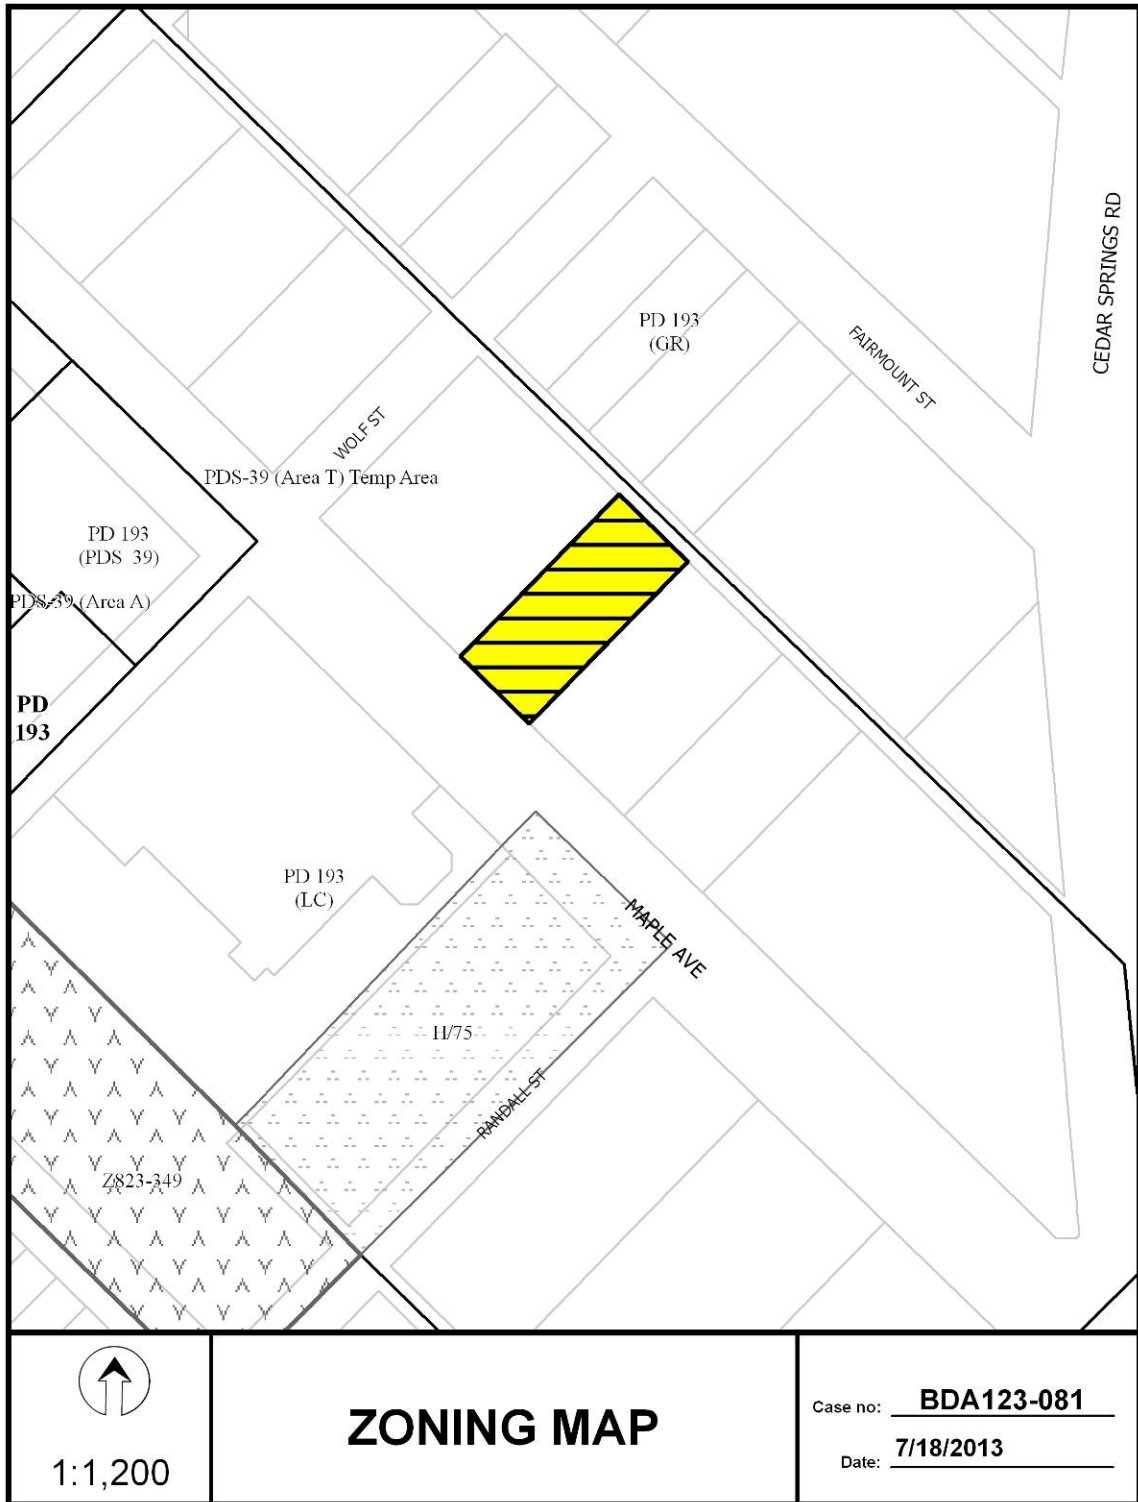 CEDAR SPRINGS RD
PD 193
(GR)
FAIRMOUNT ST
WOLF ST
PDS-39 (Area T) Temp Area
PD 193
(PDS 39)
PDS-39 (Area A)
PD
193
PD 193
(LC)
MAPLE AVE
H/75
RANDALL ST
Z823-349
1:1,200
ZONING MAP
Case no: BDA123-081
Date: 7/18/2013